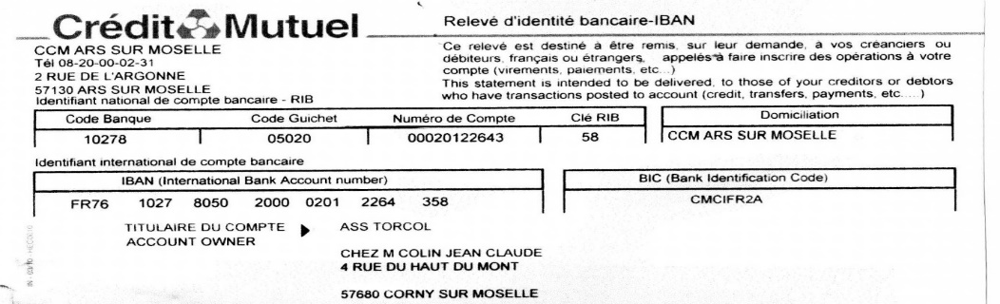 Crédit Mutuel
Relevé d'identité bancaire-IBAN
CCM ARS SUR MOSELLE
Tél 08-20-00-02-31
2 RUE DE L'ARGONNE
57130 ARS SUR MOSELLE
Ce relevé est destiné à être remis, sur leur demande, à vos créanciers ou
débiteurs, français ou étrangers, appelés à faire inscrire des opérations à votre
compte (virements, paiements, etc...)
This statement is intended to be delivered, to those of your creditors or debtors
who have transactions posted to account (credit, transfers, payments, etc.....)
Identifiant national de compte bancaire - RIB
Code Banque Code Guichet Numéro de Compte Clé RIB Domiciliation
10278 05020 00020122643 58 CCM ARS SUR MOSELLE
Identifiant international de compte bancaire
IBAN (International Bank Account number) BIC (Bank Identification Code)
FR76 1027 8050 2000 0201 2264 358 CMCIFR2A
TITULAIRE DU COMPTE ▶ ASS TORCOL
ACCOUNT OWNER
CHEZ M COLIN JEAN CLAUDE
4 RUE DU HAUT DU MONT
57680 CORNY SUR MOSELLE